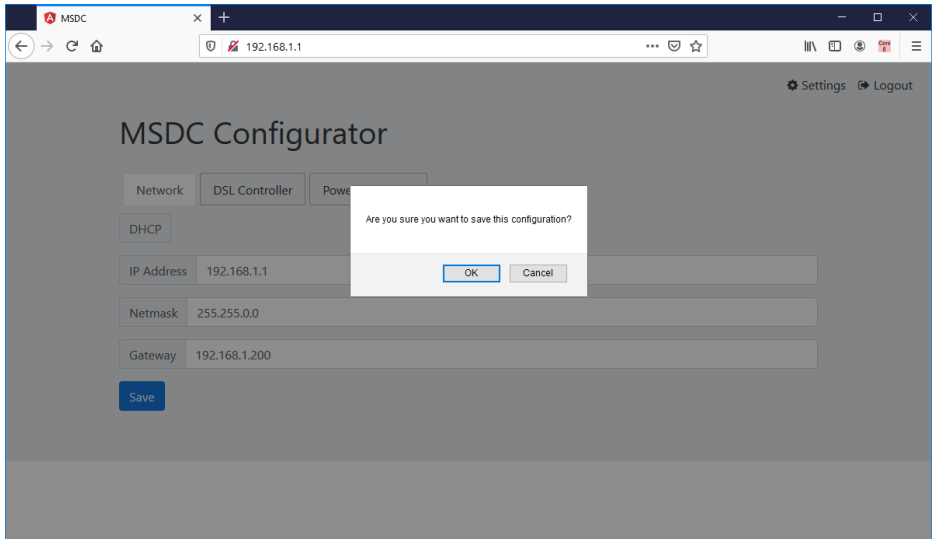 MSDC
192.168.1.1
Settings Logout
MSDC Configurator
Network DSL Controller
DHCP
Are you sure you want to save this configuration?
IP Address 192.168.1.1
OK Cancel
Netmask 255.255.0.0
Gateway 192.168.1.200
Save